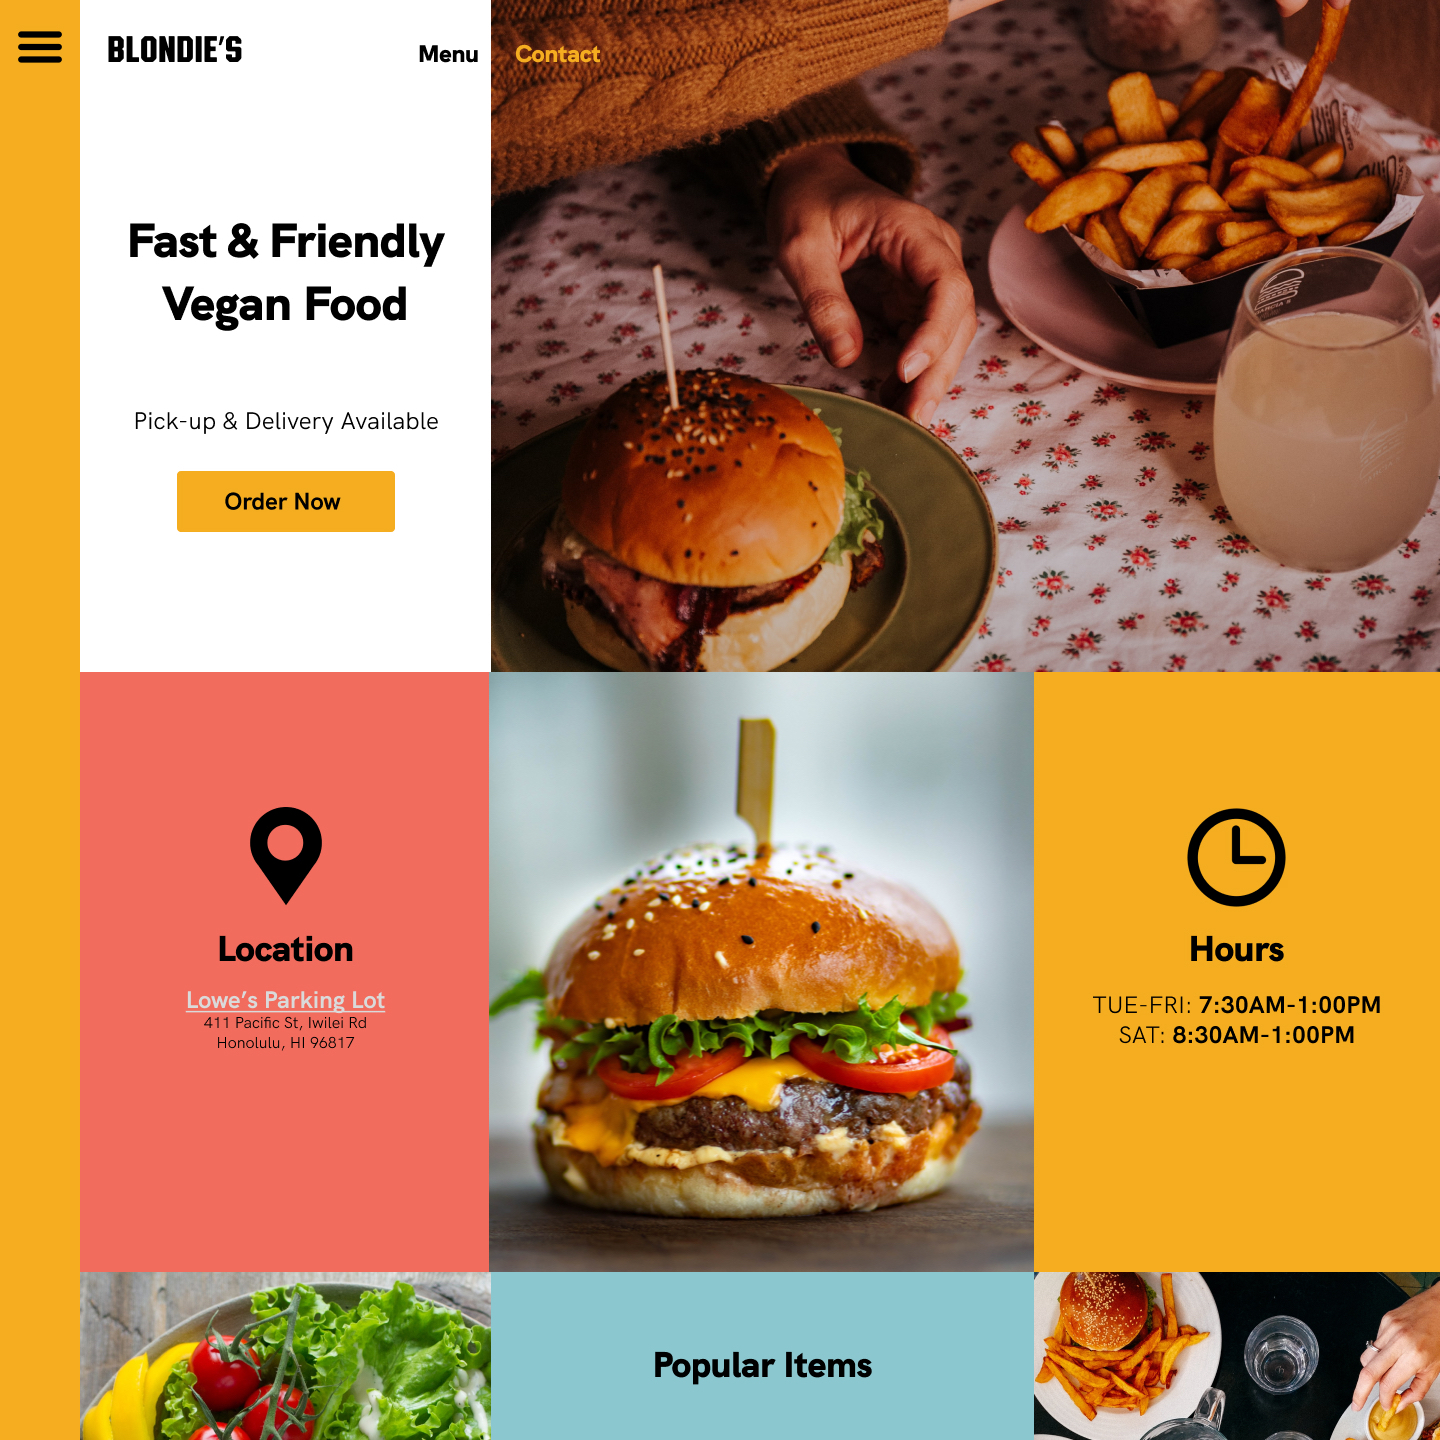 BLONDIE'S
Menu
Contact
Fast & Friendly
Vegan Food
Pick-up & Delivery Available
Order Now
Location
Lowe’s Parking Lot
411 Pacific St, Iwilei Rd
Honolulu, HI 96817
Hours
TUE-FRI: 7:30AM-1:00PM
SAT: 8:30AM-1:00PM
Popular Items